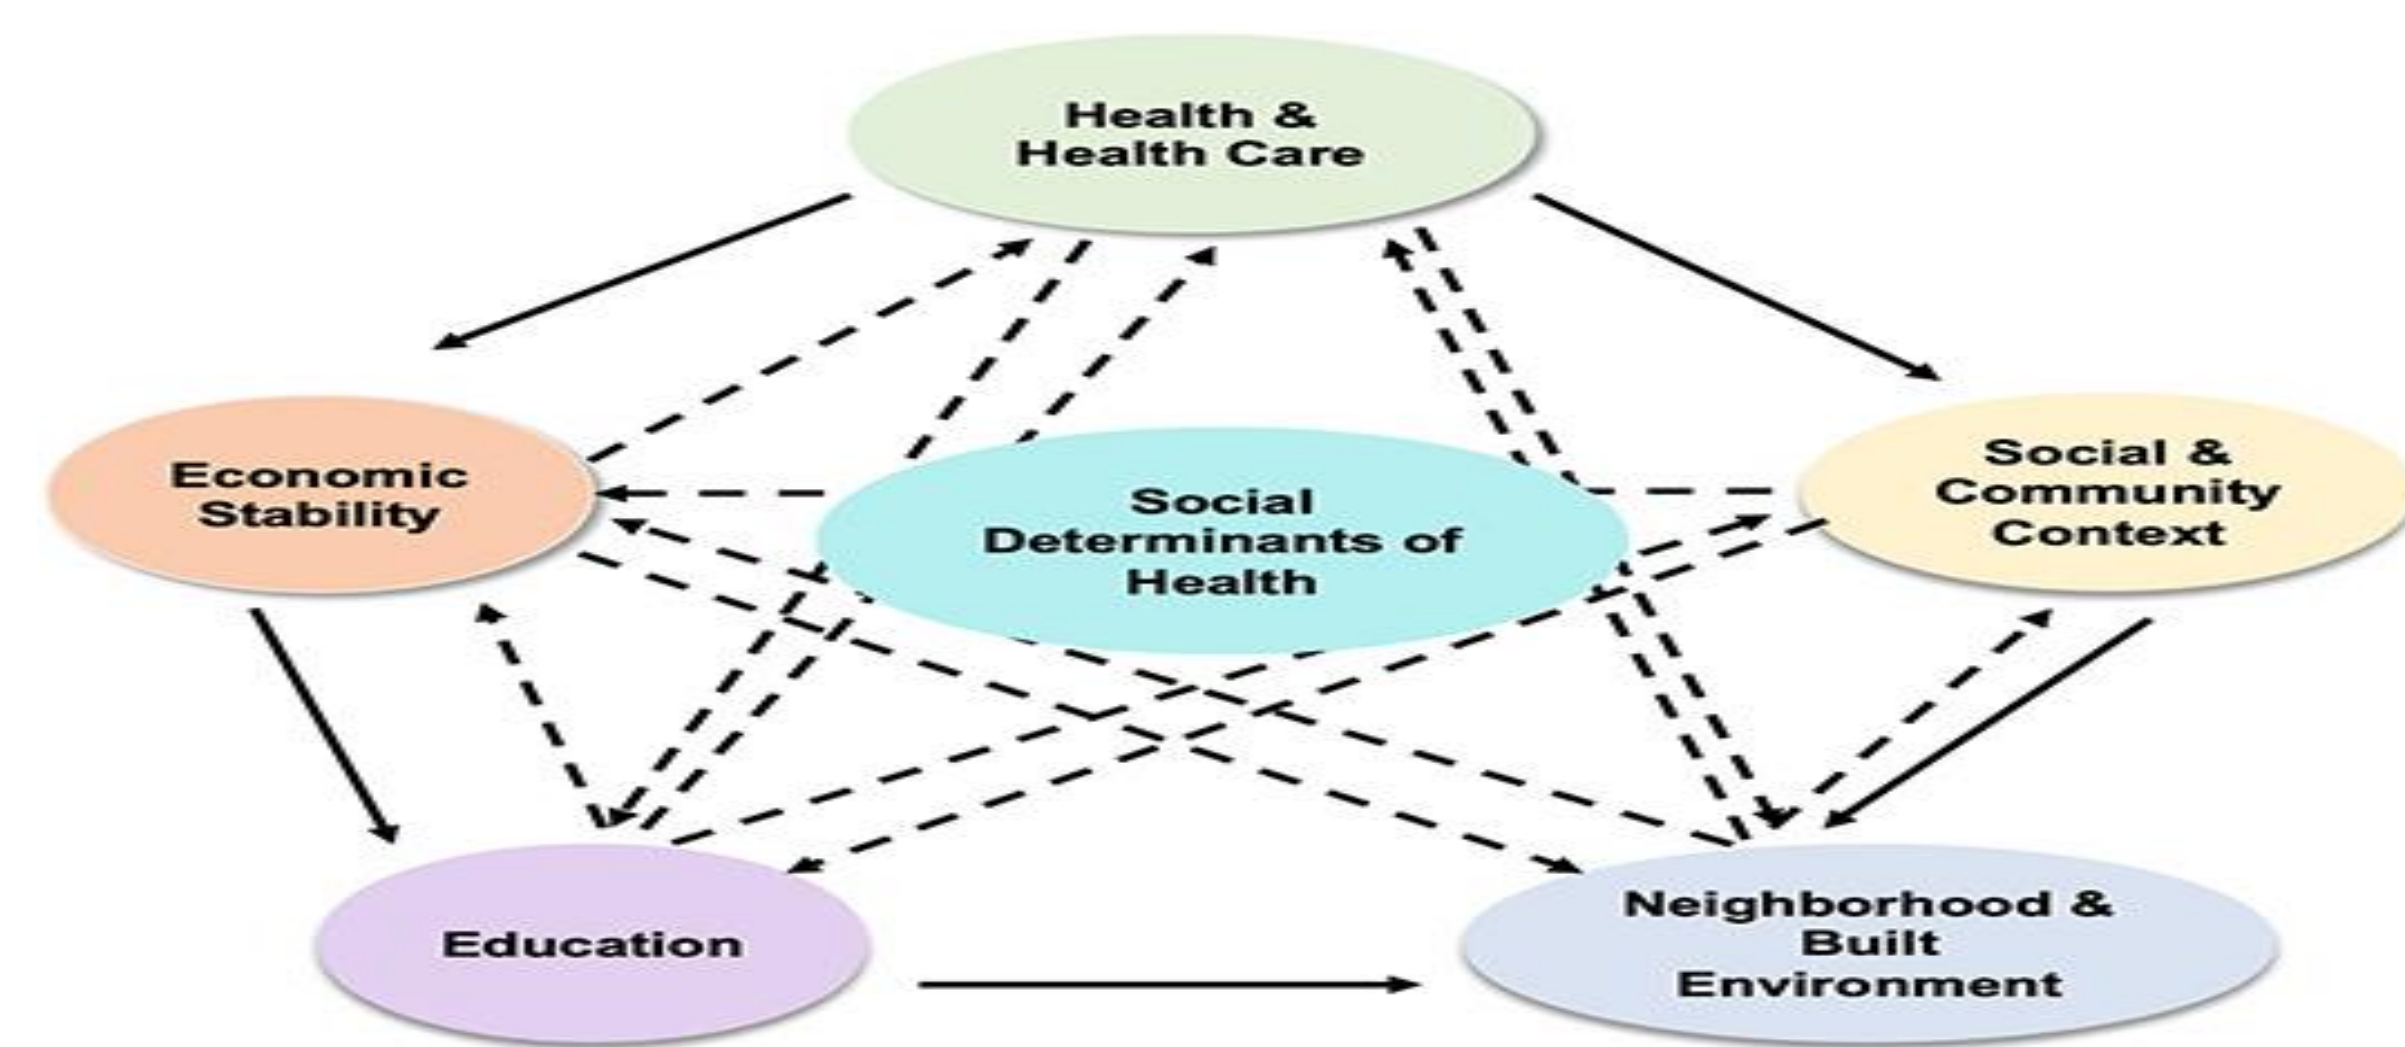 Health &
Health Care
Economic
Stability
Social
Determinants of
Health
Social &
Community
Context
Education
Neighborhood &
Built
Environment